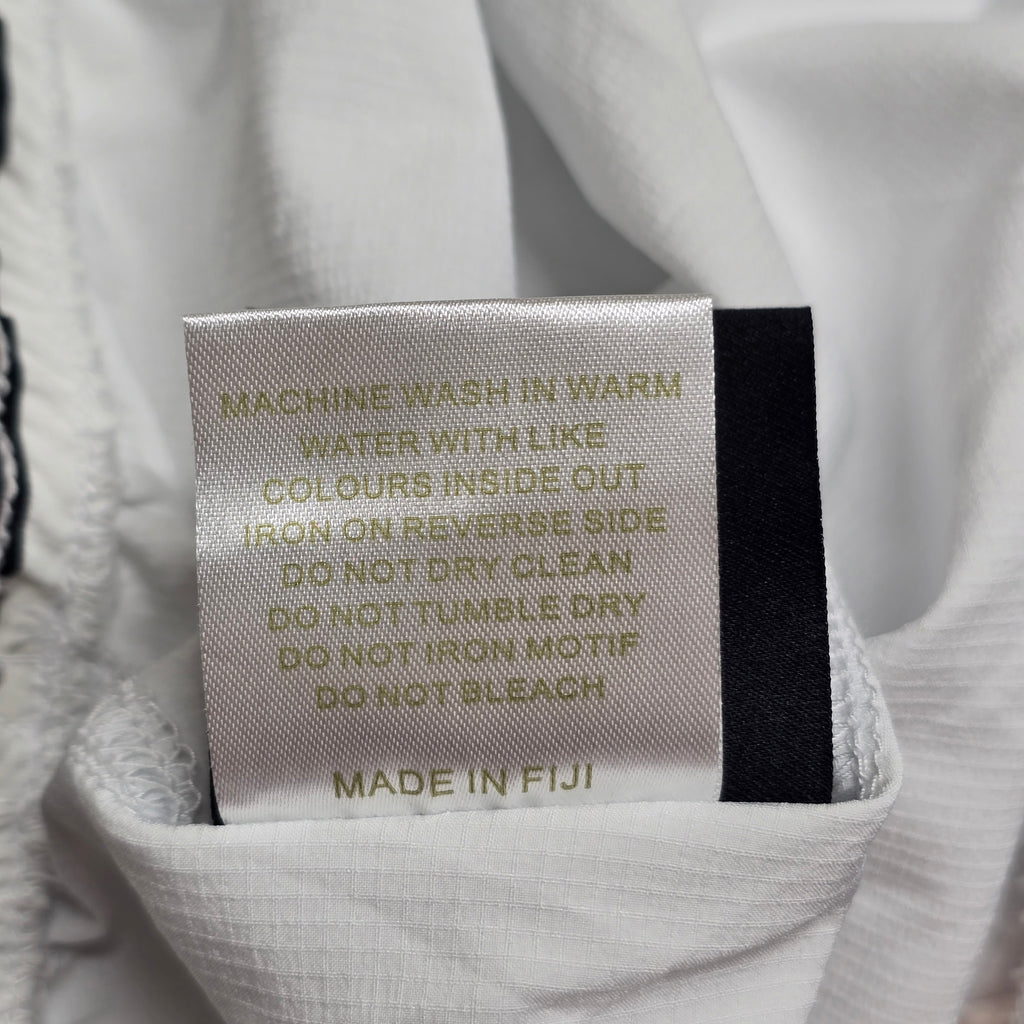 MACHINE WASH IN WARM
WATER WITH LIKE
COLOURS INSIDE OUT
IRON ON REVERSE SIDE
DO NOT DRY CLEAN
DO NOT TUMBLE DRY
DO NOT IRON MOTIF
DO NOT BLEACH
MADE IN FIJI